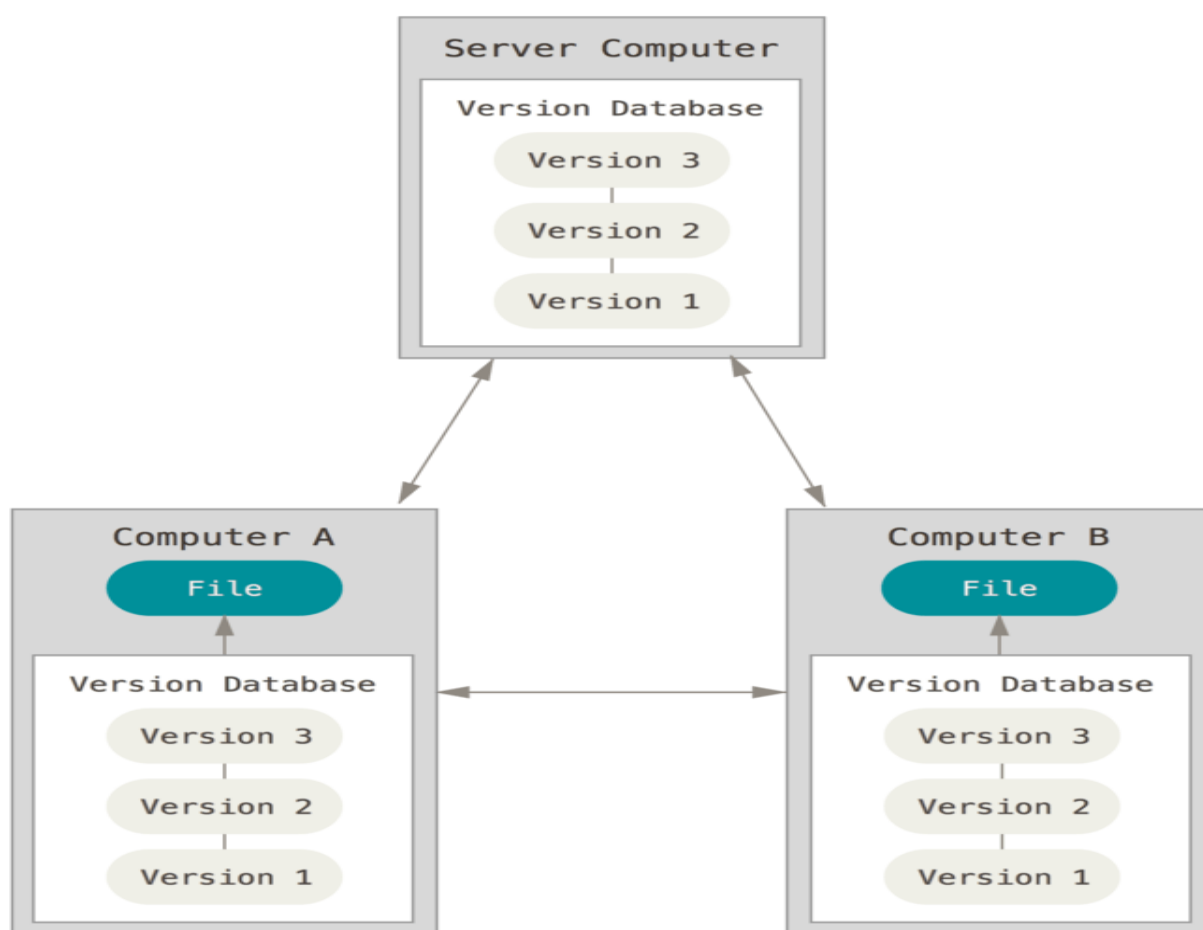 Server Computer
Version Database
Version 3
Version 2
Version 1
Computer A
File
Version Database
Version 3
Version 2
Version 1
Computer B
File
Version Database
Version 3
Version 2
Version 1